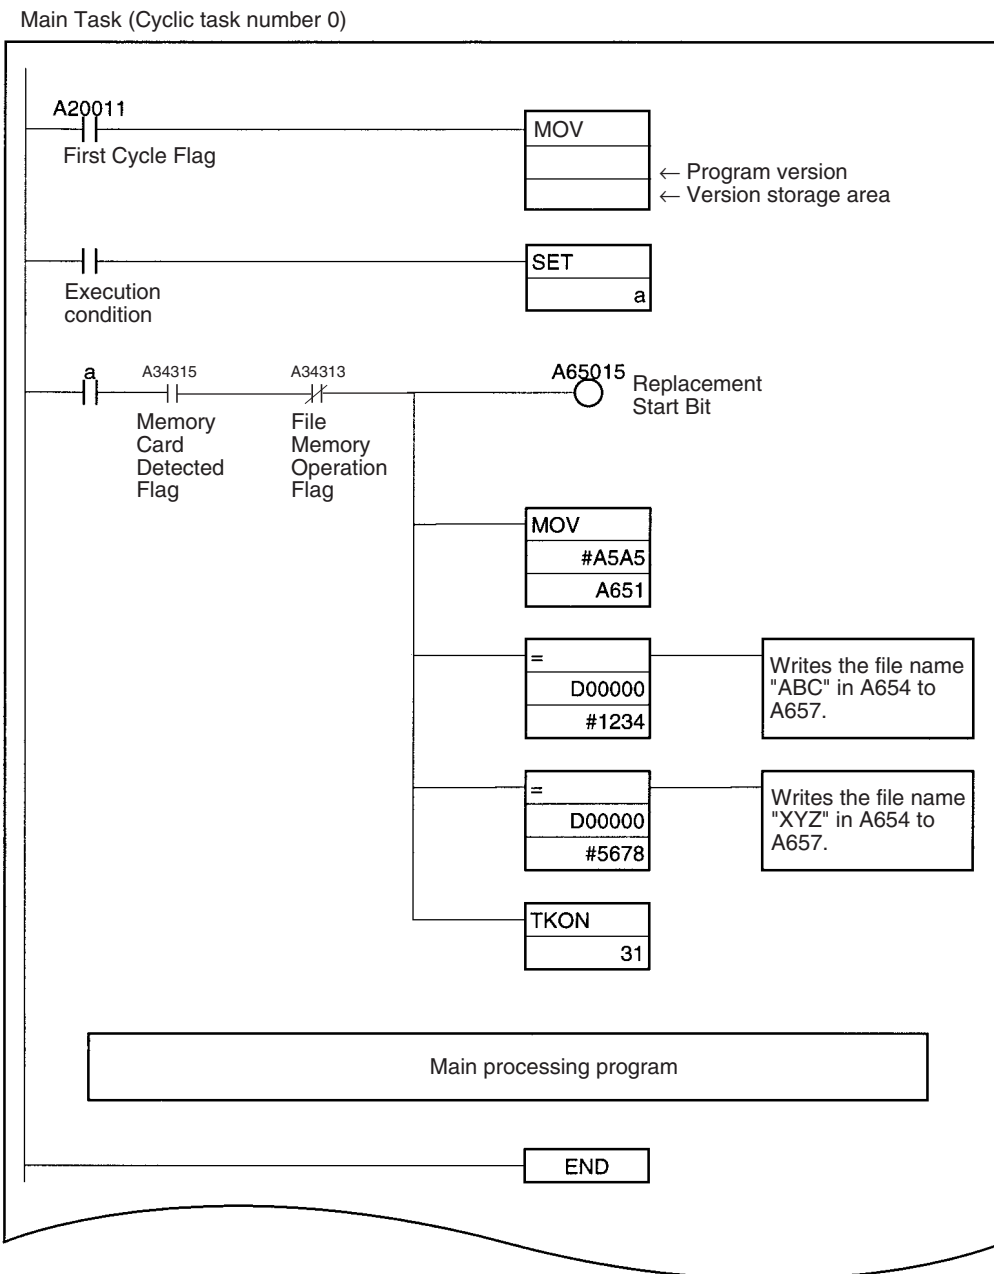 Main Task (Cyclic task number 0)
A20011
First Cycle Flag
MOV
← Program version
← Version storage area
Execution
condition
SET
a
a
A34315
Memory
Card
Detected
Flag
A34313
File
Memory
Operation
Flag
A65015
Replacement
Start Bit
MOV
#A5A5
A651
=
D00000
#1234
Writes the file name
"ABC" in A654 to
A657.
=
D00000
#5678
Writes the file name
"XYZ" in A654 to
A657.
TKON
31
Main processing program
END